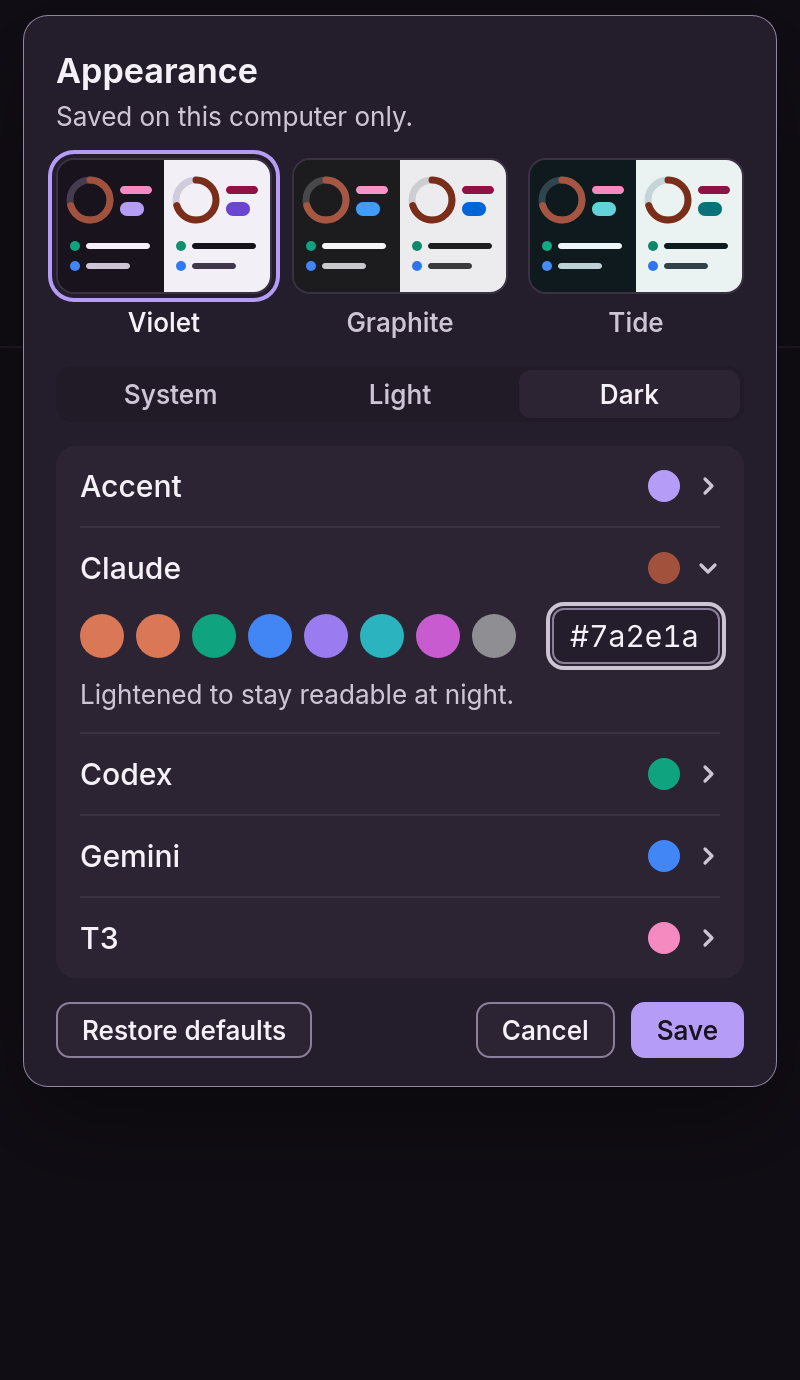 Appearance
Saved on this computer only.
Violet
Graphite
Tide
System
Light
Dark
Accent
Claude
#7a2e1a
Lightened to stay readable at night.
Codex
Gemini
T3
Restore defaults
Cancel
Save